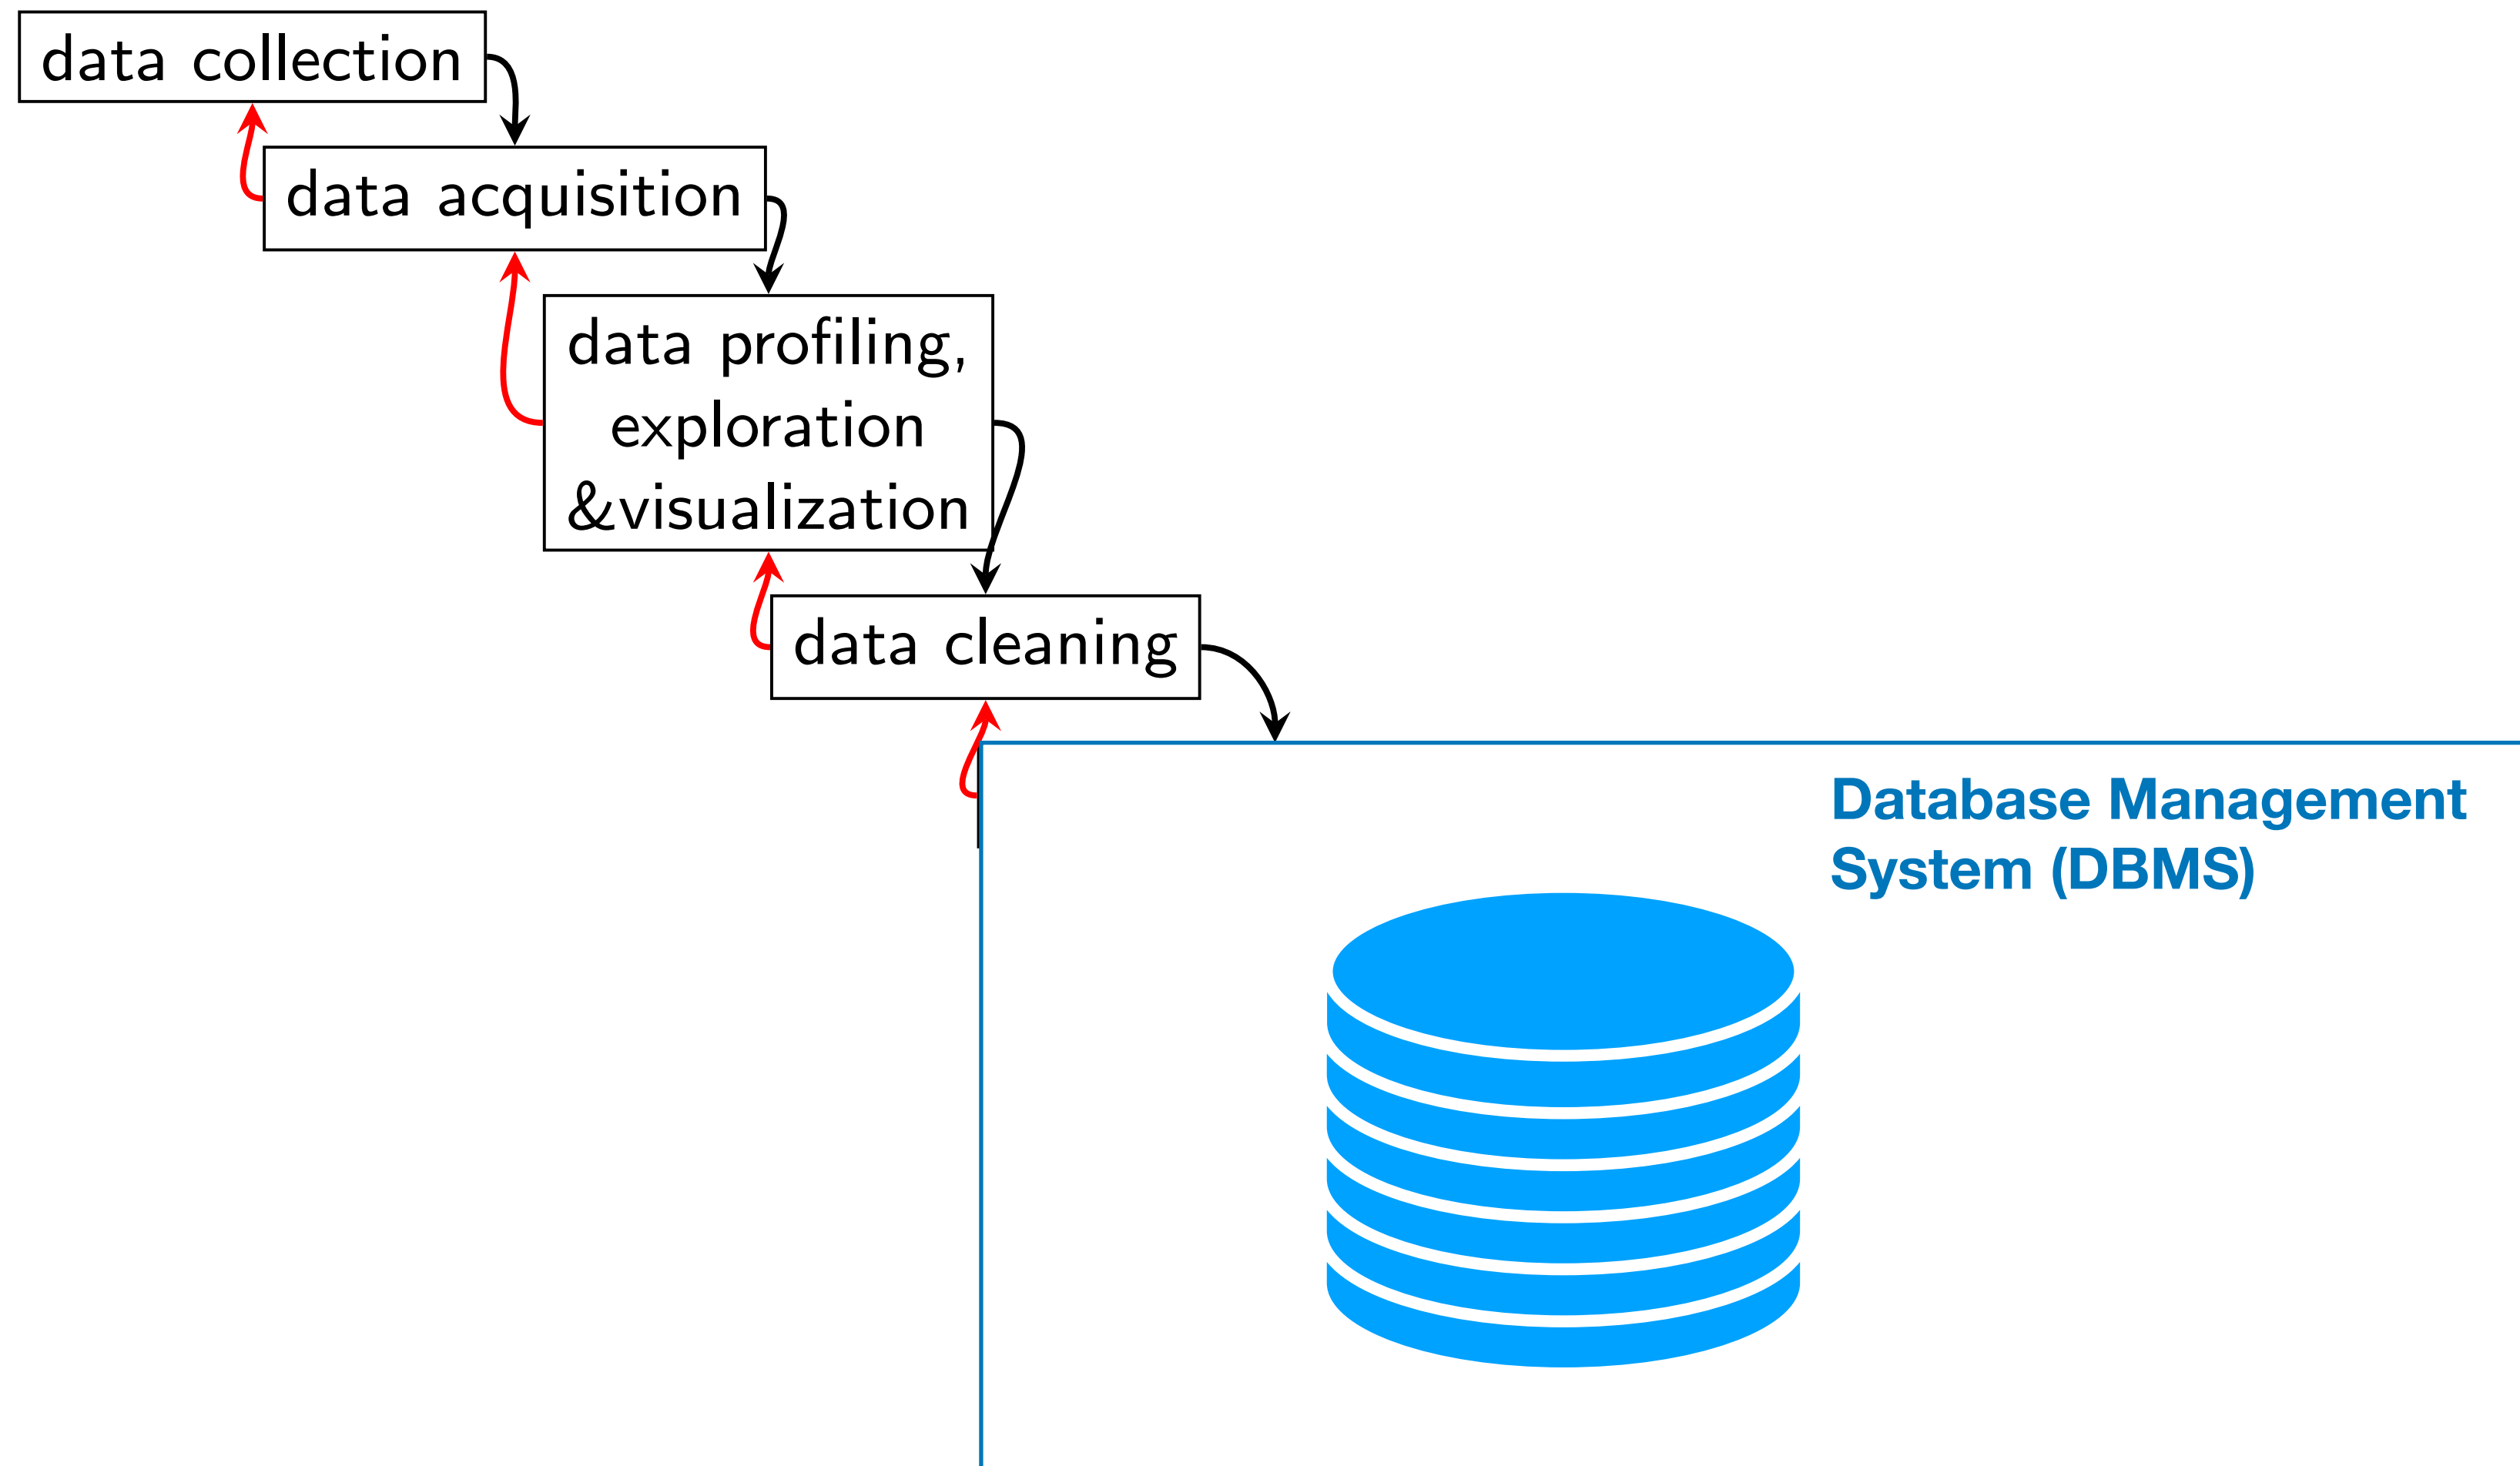 data collection
data acquisition
data profiling,
exploration
&visualization
data cleaning
Database Management
System (DBMS)